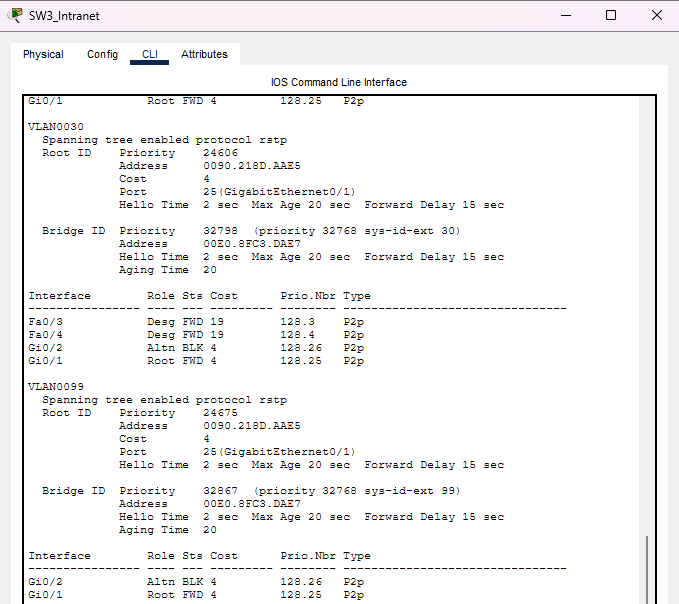 SW3_Intranet
Physical Config CLI Attributes
IOS Command Line Interface
Gi0/1 Root FWD 4 128.25 P2p
VLAN0030
Spanning tree enabled protocol rstp
Root ID Priority 24606
Address 0090.218D.AAE5
Cost 4
Port 25(GigabitEthernet0/1)
Hello Time 2 sec Max Age 20 sec Forward Delay 15 sec
Bridge ID Priority 32798 (priority 32768 sys-id-ext 30)
Address 00E0.8FC3.DAE7
Hello Time 2 sec Max Age 20 sec Forward Delay 15 sec
Aging Time 20
Interface Role Sts Cost Prio.Nbr Type
---------------- ---- --- --------- -------- --------------------------------
Fa0/3 Desg FWD 19 128.3 P2p
Fa0/4 Desg FWD 19 128.4 P2p
Gi0/2 Altn BLK 4 128.26 P2p
Gi0/1 Root FWD 4 128.25 P2p
VLAN0099
Spanning tree enabled protocol rstp
Root ID Priority 24675
Address 0090.218D.AAE5
Cost 4
Port 25(GigabitEthernet0/1)
Hello Time 2 sec Max Age 20 sec Forward Delay 15 sec
Bridge ID Priority 32867 (priority 32768 sys-id-ext 99)
Address 00E0.8FC3.DAE7
Hello Time 2 sec Max Age 20 sec Forward Delay 15 sec
Aging Time 20
Interface Role Sts Cost Prio.Nbr Type
---------------- ---- --- --------- -------- --------------------------------
Gi0/2 Altn BLK 4 128.26 P2p
Gi0/1 Root FWD 4 128.25 P2p